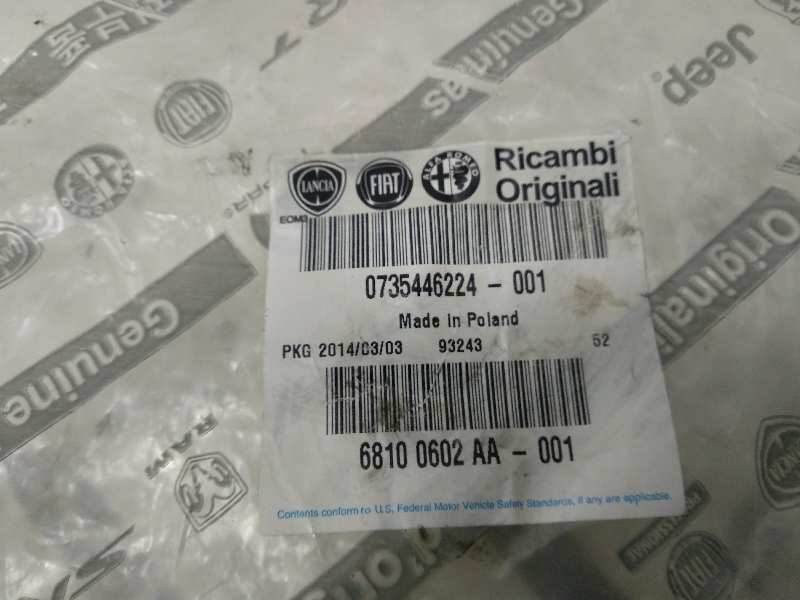 Genuine
Jeep
FIAT
Originali
Genuine
RAM
LANCIA
FIAT
ALFA ROMEO
Ricambi
Originali
EOM3
0735446224 - 001
Made in Poland
PKG 2014/03/03 93243 52
6810 0602 AA - 001
Contents conform to U.S. Federal Motor Vehicle Safety Standards, if any are applicable.